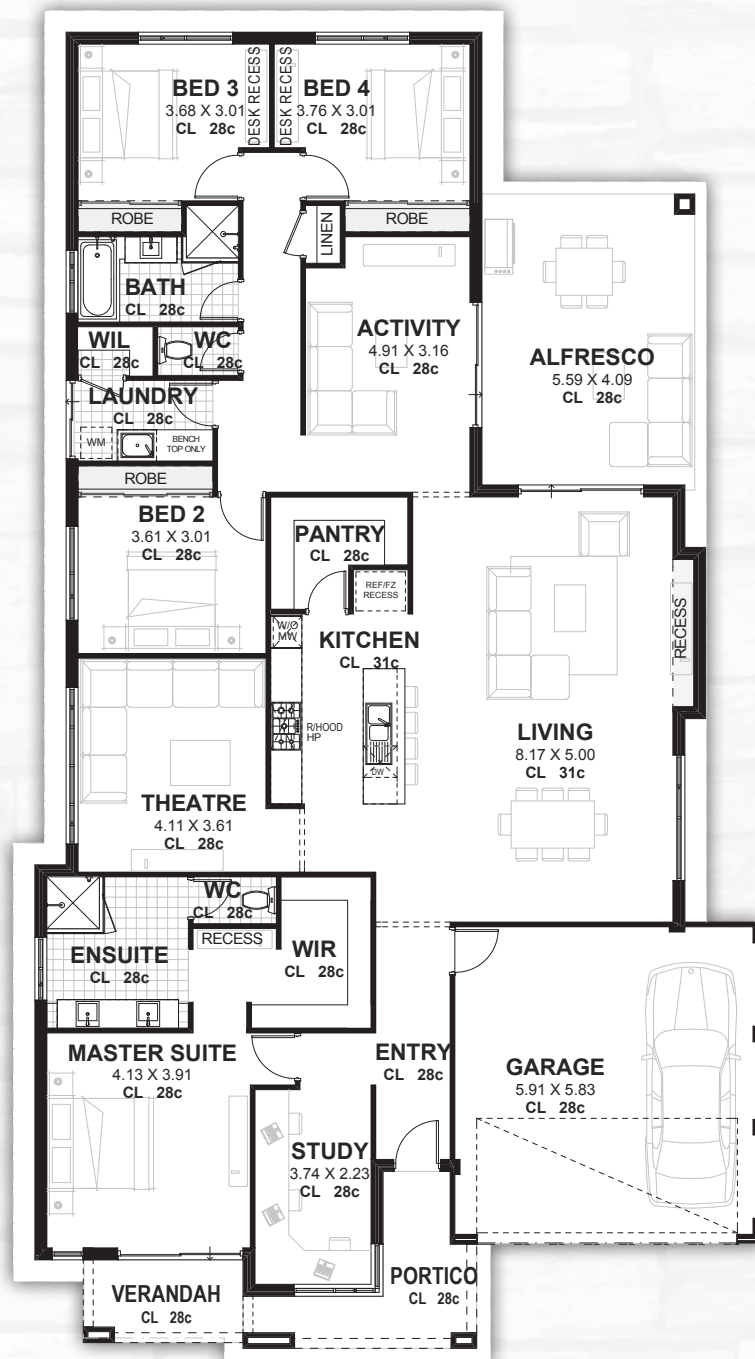 BED 3
3.68 X 3.01
CL 28c
DESK RECESS
DESK RECESS
BED 4
3.76 X 3.01
CL 28c
ROBE
LINEN
ROBE
BATH
CL 28c
ACTIVITY
4.91 X 3.16
CL 28c
ALFRESCO
5.59 X 4.09
CL 28c
WIL
CL 28c
WC
CL 28c
LAUNDRY
CL 28c
WM
BENCH
TOP ONLY
ROBE
BED 2
3.61 X 3.01
CL 28c
PANTRY
CL 28c
REF/FZ
RECESS
W/O
MW
KITCHEN
CL 31c
RECESS
R/HOOD
HP
DW
LIVING
8.17 X 5.00
CL 31c
THEATRE
4.11 X 3.61
CL 28c
WC
CL 28c
RECESS
ENSUITE
CL 28c
WIR
CL 28c
MASTER SUITE
4.13 X 3.91
CL 28c
ENTRY
CL 28c
GARAGE
5.91 X 5.83
CL 28c
STUDY
3.74 X 2.23
CL 28c
VERANDAH
CL 28c
PORTICO
CL 28c